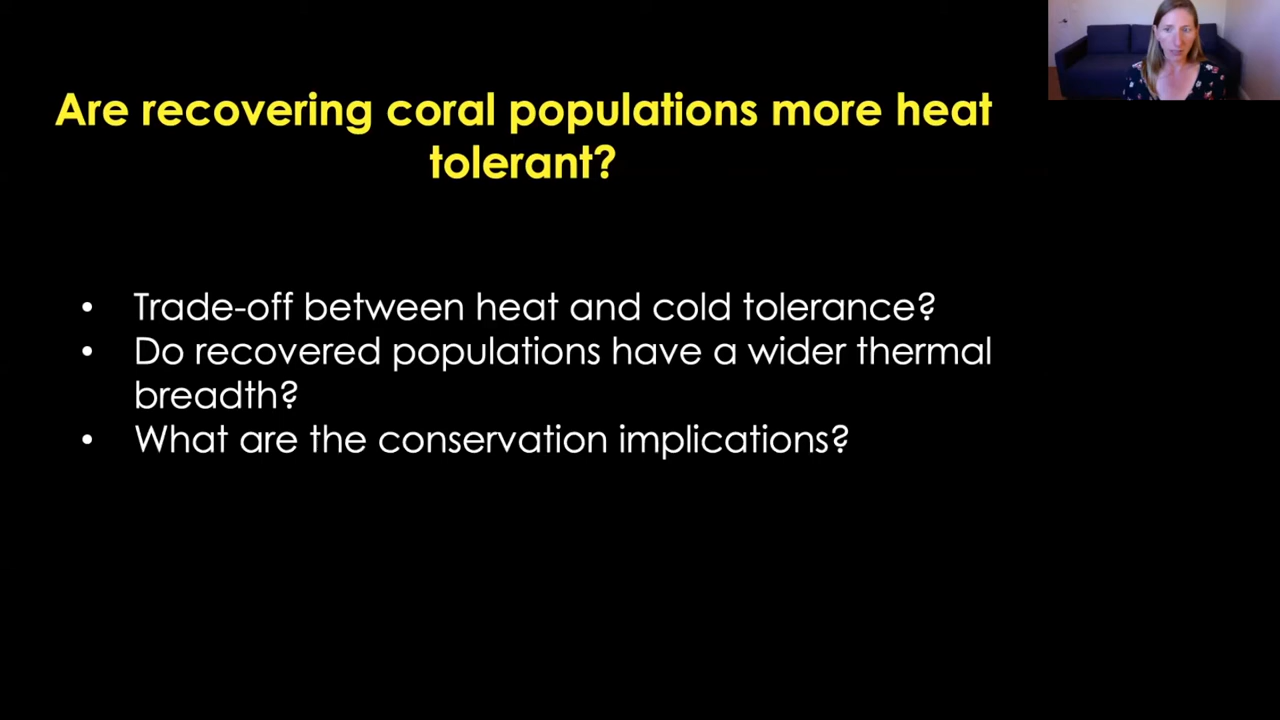 Are recovering coral populations more heat
tolerant?
• Trade-off between heat and cold tolerance?
• Do recovered populations have a wider thermal
breadth?
• What are the conservation implications?